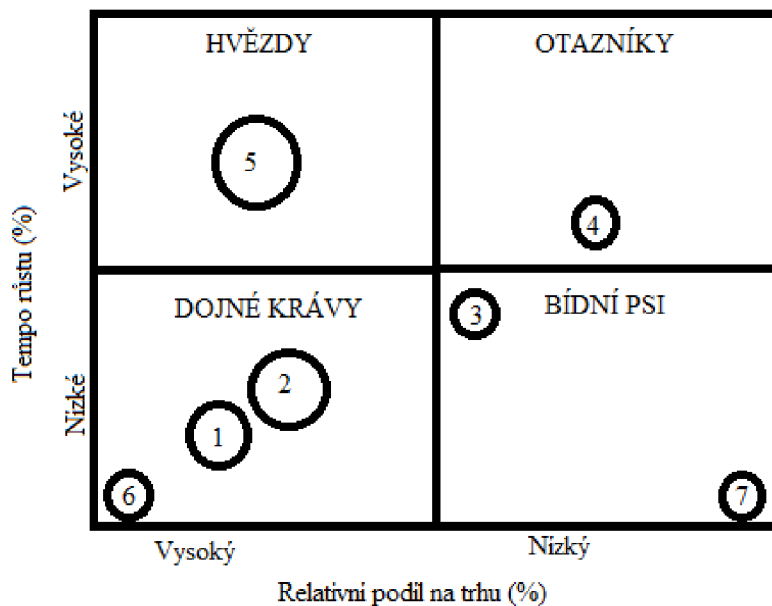 HVĚZDY
OTAZNÍKY
5
4
Vysoké
Tempo růstu (%)
DOJNÉ KRÁVY
BÍDNÍ PSI
3
2
1
6
7
Nízké
Vysoký
Nízký
Relativní podíl na trhu (%)